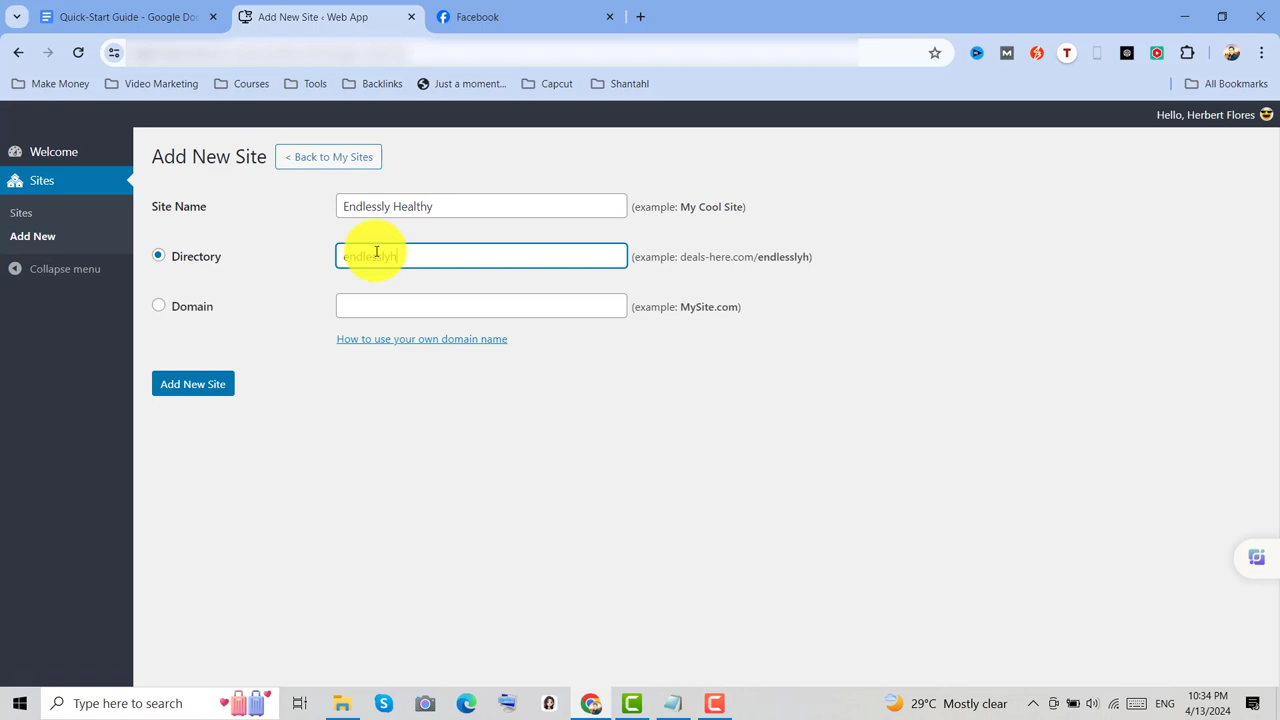 Quick-Start Guide - Google Docs
Add New Site ‹ Web App
Facebook
Make Money
Video Marketing
Courses
Tools
Backlinks
Just a moment...
Capcut
Shantahl
All Bookmarks
Hello, Herbert Flores
Welcome
Sites
Sites
Add New
Collapse menu
Add New Site
< Back to My Sites
Site Name
Endlessly Healthy
(example: My Cool Site)
Directory
endlesslyh
(example: deals-here.com/endlesslyh)
Domain
(example: MySite.com)
How to use your own domain name
Add New Site
Type here to search
29°C Mostly clear
ENG
10:34 PM
4/13/2024